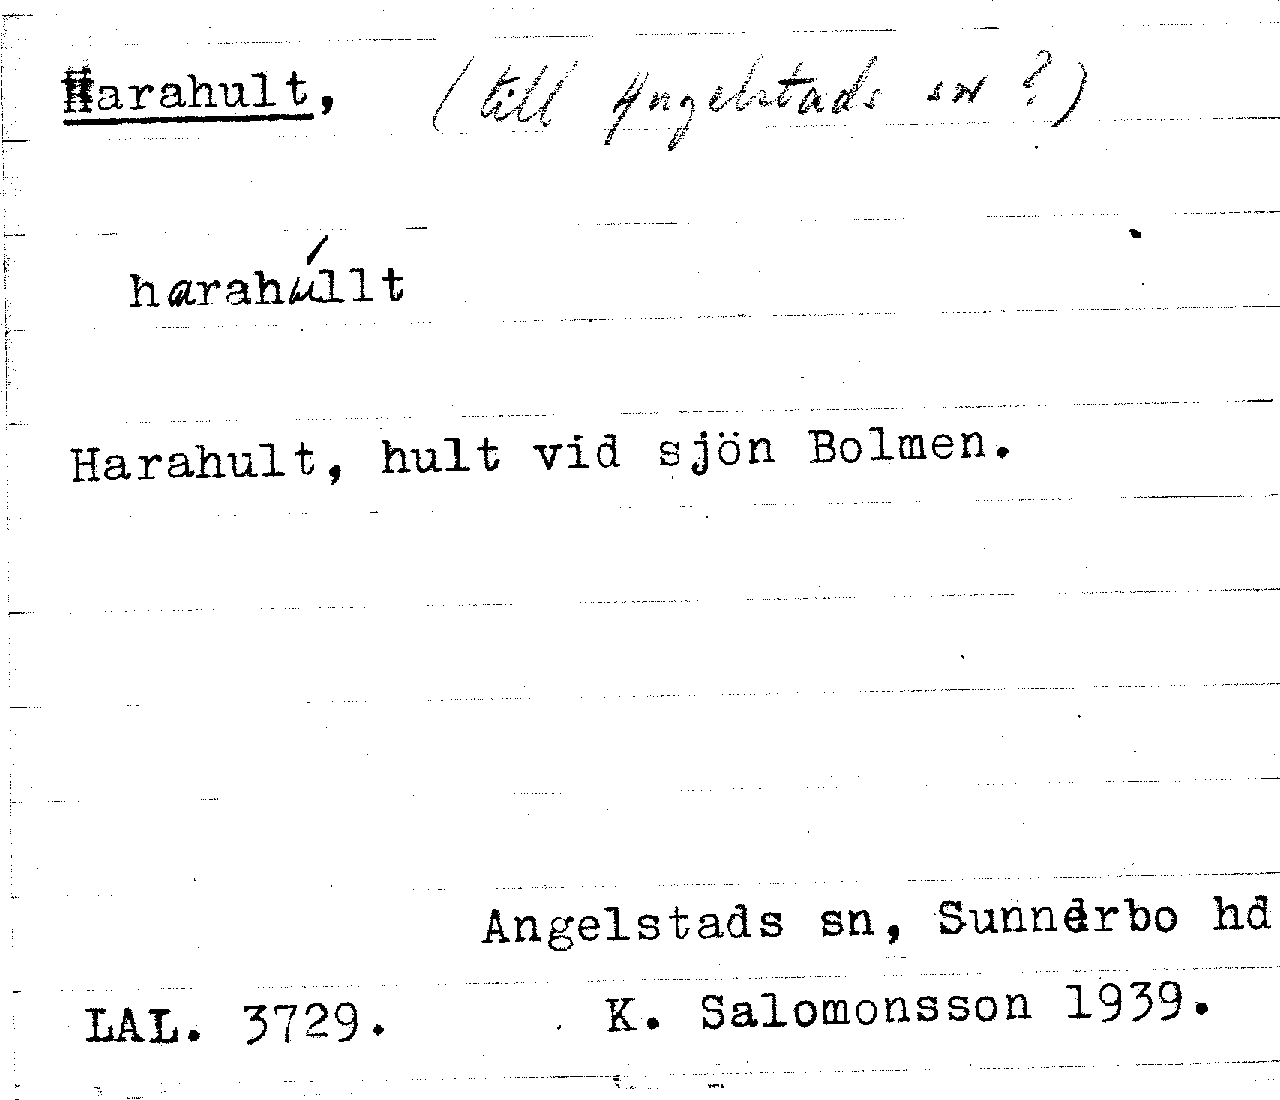 Harahult, (till Angelstads sn ?)
harahúllt
Harahult, hult vid sjön Bolmen.
Angelstads sn, Sunnerbo hd
LAL. 3729. K. Salomonsson 1939.